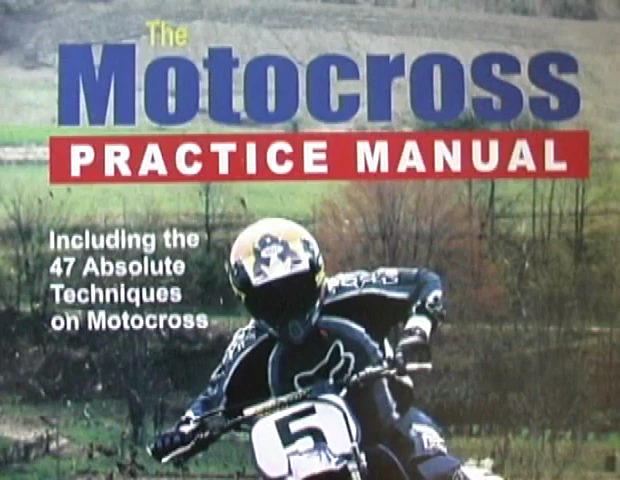 The
Motocross
PRACTICE MANUAL
Including the
47 Absolute
Techniques
on Motocross
5